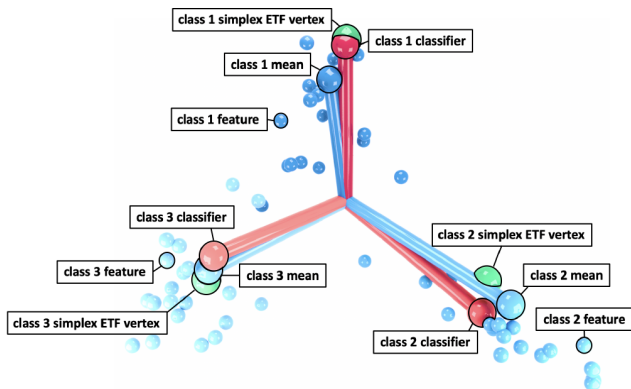 class 1 simplex ETF vertex
class 1 classifier
class 1 mean
class 1 feature
class 3 classifier
class 2 simplex ETF vertex
class 3 feature
class 3 mean
class 2 mean
class 3 simplex ETF vertex
class 2 feature
class 2 classifier